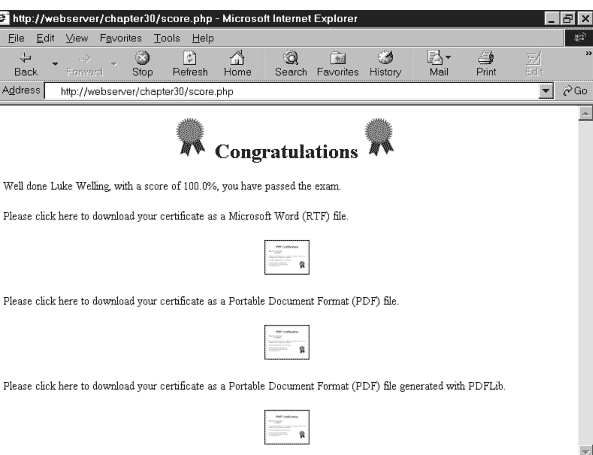 http://webserver/chapter30/score.php - Microsoft Internet Explorer
File Edit View Favorites Tools Help
Back Forward Stop Refresh Home Search Favorites History Mail Print Edit »
Address http://webserver/chapter30/score.php Go
Congratulations
Well done Luke Welling, with a score of 100.0%, you have passed the exam.
Please click here to download your certificate as a Microsoft Word (RTF) file.
Please click here to download your certificate as a Portable Document Format (PDF) file.
Please click here to download your certificate as a Portable Document Format (PDF) file generated with PDFLib.